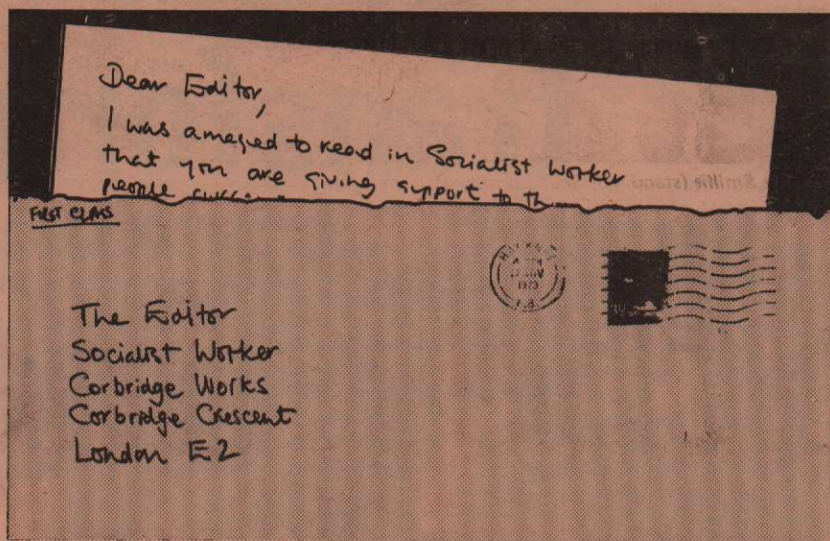 Dear Editor,
I was amazed to read in Socialist Worker
that you are giving support to th
people
FIRST CLASS
1973
The Editor
Socialist Worker
Corbridge Works
Corbridge Crescent
London E2